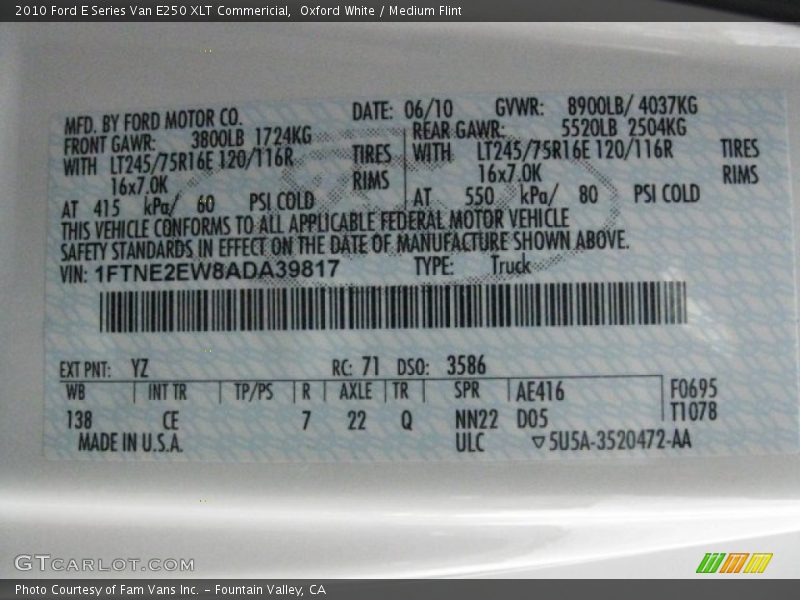 2010 Ford E Series Van E250 XLT Commericial,  Oxford White / Medium Flint
MFD. BY FORD MOTOR CO. DATE: 06/10 GVWR: 8900LB/ 4037KG
FRONT GAWR: 3800LB 1724KG REAR GAWR: 5520LB 2504KG
WITH LT245/75R16E 120/116R TIRES WITH LT245/75R16E 120/116R TIRES
16x7.0K RIMS 16x7.0K RIMS
AT 415 kPa/ 60 PSI COLD AT 550 kPa/ 80 PSI COLD
THIS VEHICLE CONFORMS TO ALL APPLICABLE FEDERAL MOTOR VEHICLE
SAFETY STANDARDS IN EFFECT ON THE DATE OF MANUFACTURE SHOWN ABOVE.
VIN: 1FTNE2EW8ADA39817 TYPE: Truck
EXT PNT: YZ RC: 71 DSO: 3586
WB INT TR TP/PS R AXLE TR SPR AE416 F0695
138 CE 7 22 Q NN22 D05 T1078
MADE IN U.S.A. ULC ▽5U5A-3520472-AA
GTCARLOT.COM
Photo Courtesy of Fam Vans Inc. - Fountain Valley, CA